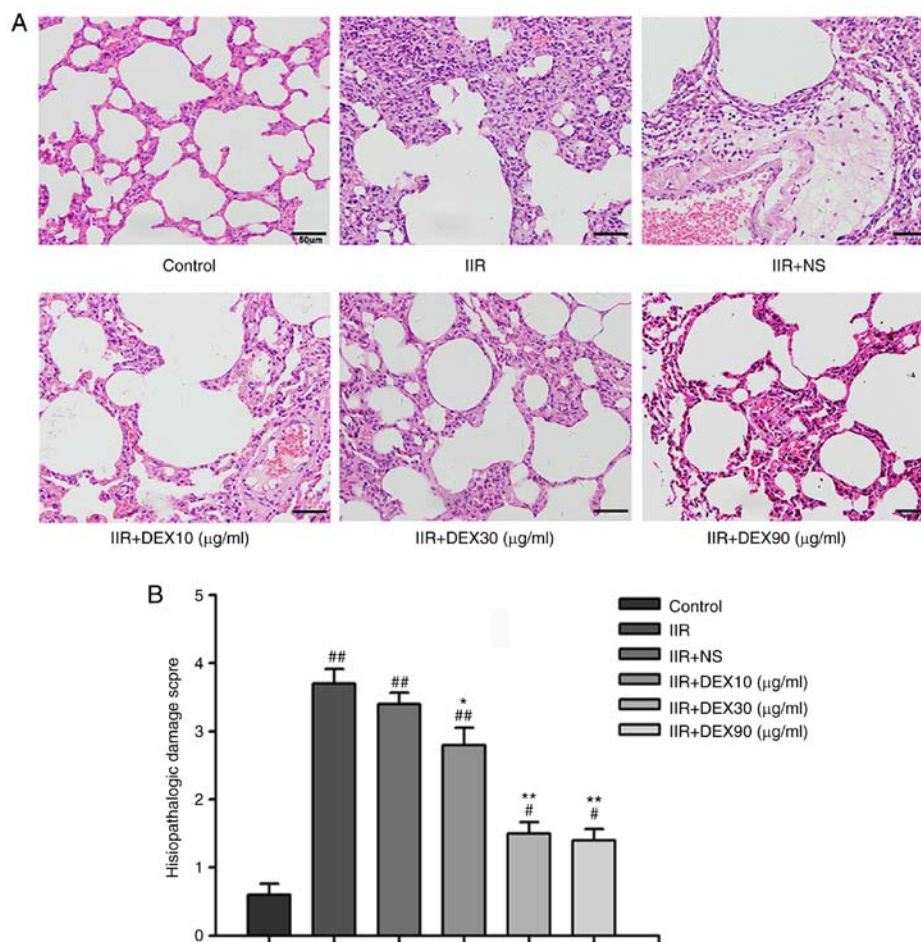 A
50µm
Control
IIR
IIR+NS
IIR+DEX10 (µg/ml)
IIR+DEX30 (µg/ml)
IIR+DEX90 (µg/ml)
B
Hisiopathalogic damage scpre
5
4
3
2
1
0
##
##
*
##
**
#
**
#
Control
IIR
IIR+NS
IIR+DEX10 (µg/ml)
IIR+DEX30 (µg/ml)
IIR+DEX90 (µg/ml)